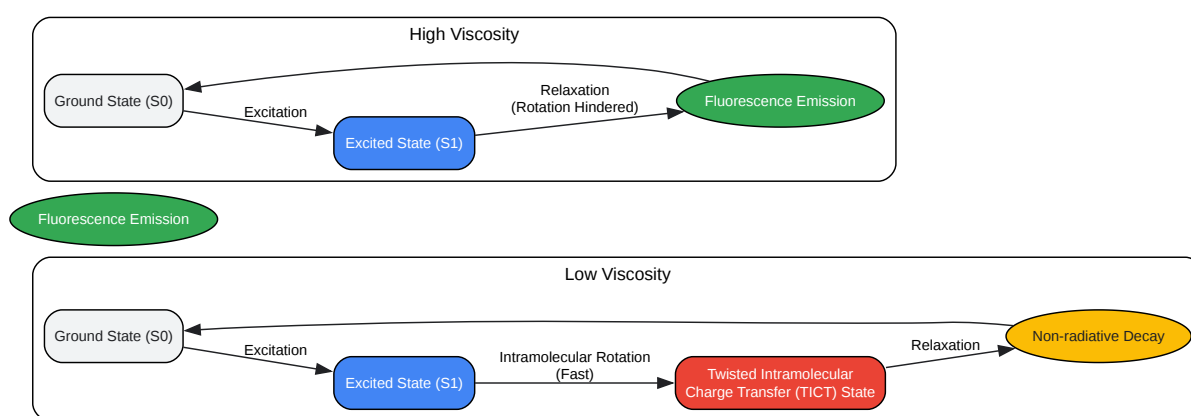 High Viscosity
Ground State (S0)
Excitation
Excited State (S1)
Relaxation
(Rotation Hindered)
Fluorescence Emission
Fluorescence Emission
Low Viscosity
Ground State (S0)
Excitation
Excited State (S1)
Intramolecular Rotation
(Fast)
Twisted Intramolecular
Charge Transfer (TICT) State
Relaxation
Non-radiative Decay